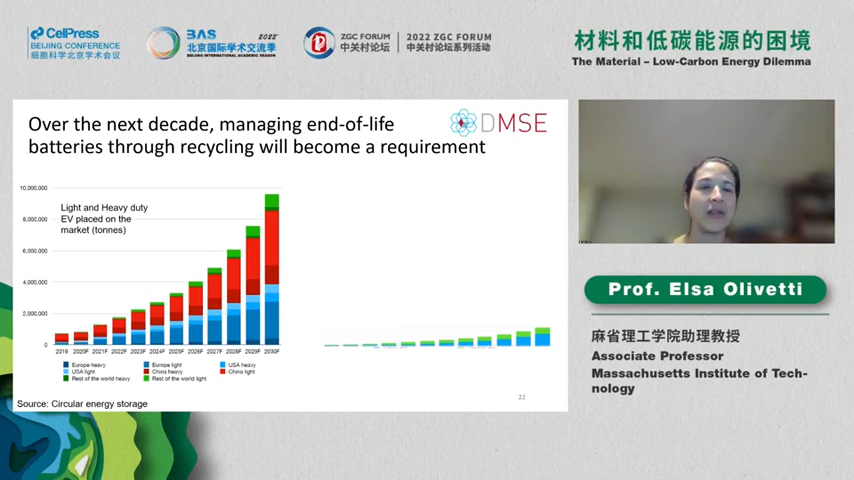 CellPress
BEIJING CONFERENCE
细胞科学北京学术会议
BAS 2022
北京国际学术交流季
BEIJING INTERNATIONAL ACADEMIC SEASON
ZGC FORUM
中关村论坛
2022 ZGC FORUM
中关村论坛系列活动
材料和低碳能源的困境
The Material – Low-Carbon Energy Dilemma
Over the next decade, managing end-of-life
batteries through recycling will become a requirement
DMSE
Light and Heavy duty
EV placed on the
market (tonnes)
10,000,000
8,000,000
6,000,000
4,000,000
2,000,000
0
2019 2020F 2021F 2022F 2023F 2024F 2025F 2026F 2027F 2028F 2029F 2030F
Europe heavy Europe light USA heavy
USA light China heavy China light
Rest of the world heavy Rest of the world light
Source: Circular energy storage
22
Prof. Elsa Olivetti
麻省理工学院助理教授
Associate Professor
Massachusetts Institute of Tech-
nology